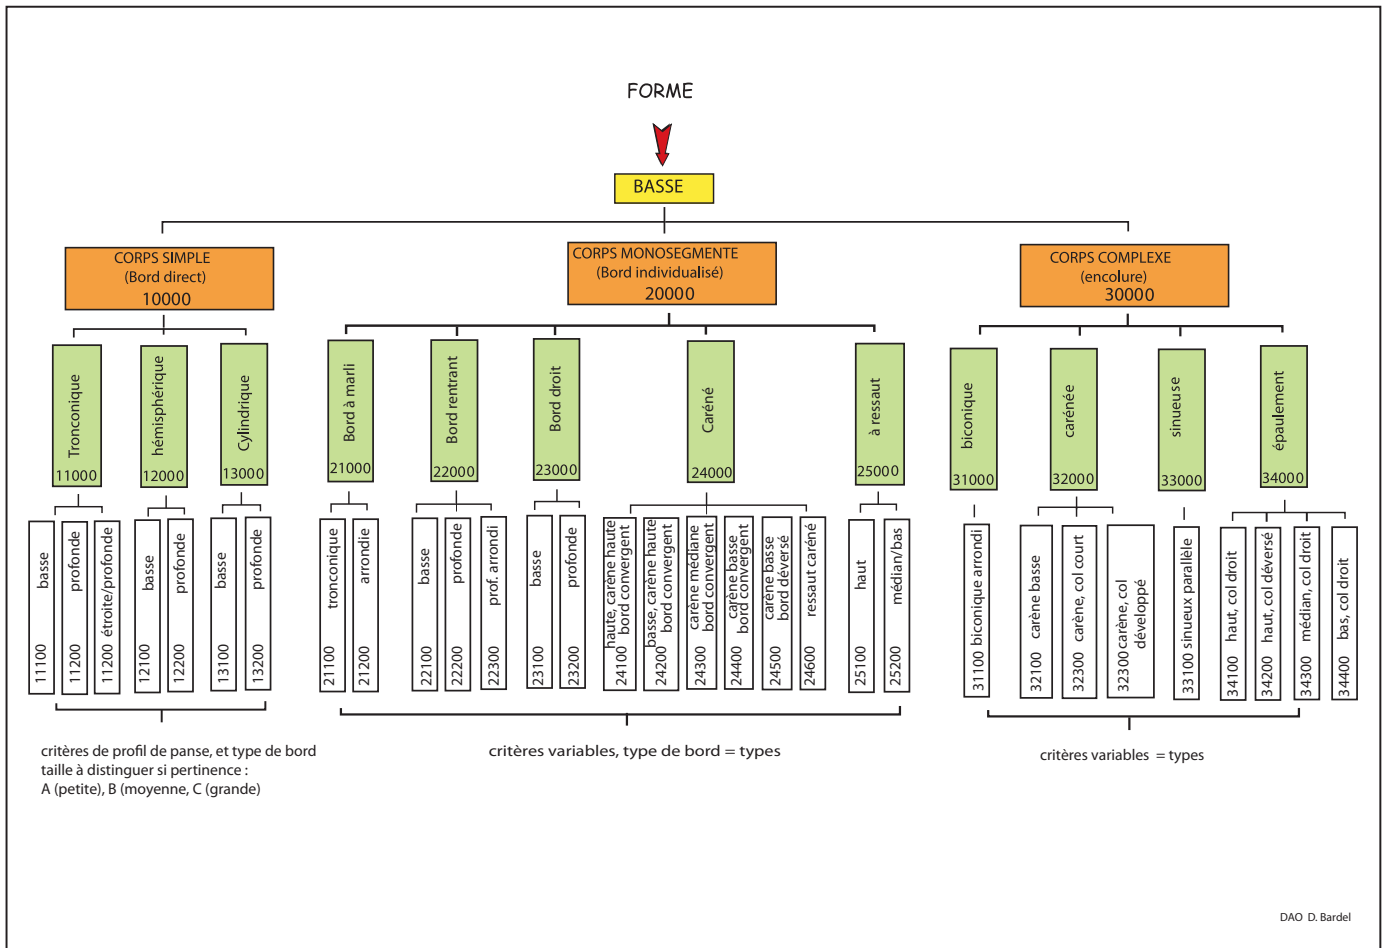 FORME
BASSE
CORPS SIMPLE
(Bord direct)
10000
CORPS MONOSEGMENTE
(Bord individualisé)
20000
CORPS COMPLEXE
(encolure)
30000
Tronconique
11000
hémisphérique
12000
Cylindrique
13000
Bord à marli
21000
Bord rentrant
22000
Bord droit
23000
Caréné
24000
à ressaut
25000
biconique
31000
carénée
32000
sinueuse
33000
épaulement
34000
11100 basse
11200 profonde
11200 étroite/profonde
12100 basse
12200 profonde
13100 basse
13200 profonde
21100 tronconique
21200 arrondie
22100 basse
22200 profonde
22300 prof. arrondi
23100 basse
23200 profonde
24100 haute, carène haute
bord convergent
24200 basse, carène haute
bord convergent
24300 carène médiane
bord convergent
24400 carène basse
bord convergent
24500 carène basse
bord déversé
24600 ressaut caréné
25100 haut
25200 médian/bas
31100 biconique arrondi
32100 carène basse
32300 carène, col court
32300 carène, col
développé
33100 sinueux parallèle
34100 haut, col droit
34200 haut, col déversé
34300 médian, col droit
34400 bas, col droit
critères de profil de panse, et type de bord
taille à distinguer si pertinence :
A (petite), B (moyenne, C (grande)
critères variables, type de bord = types
critères variables = types
DAO D. Bardel